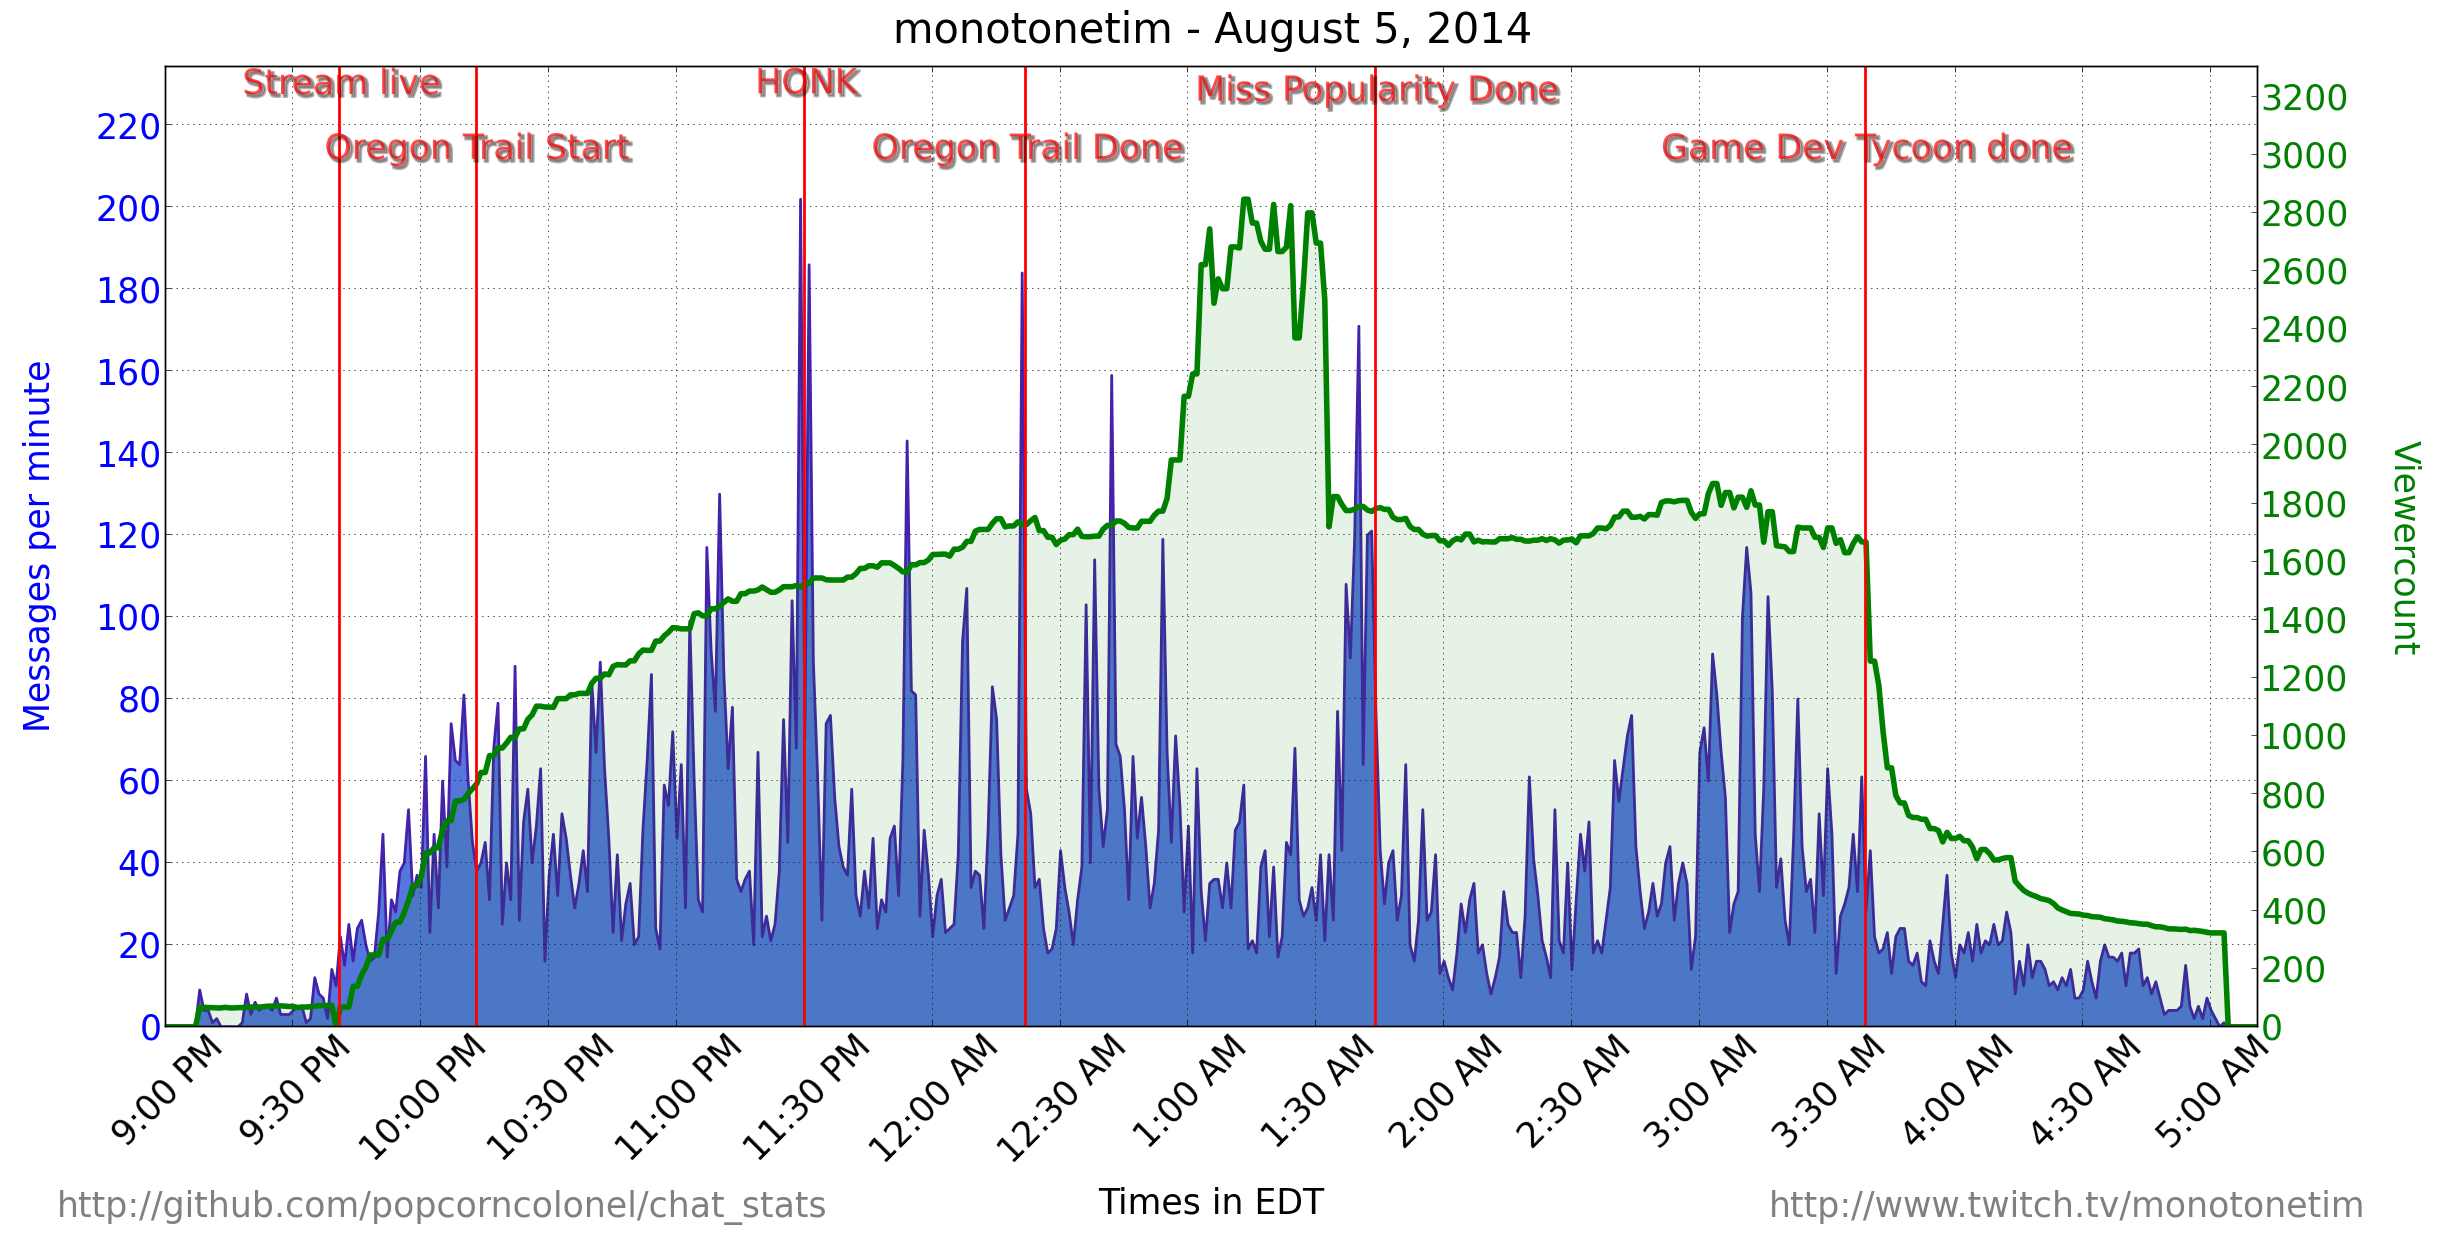 monotonetim - August 5, 2014
Stream live
HONK
Miss Popularity Done
Oregon Trail Start
Oregon Trail Done
Game Dev Tycoon done
Messages per minute
220
200
180
160
140
120
100
80
60
40
20
0
3200
3000
2800
2600
2400
2200
2000
1800
1600
1400
1200
1000
800
600
400
200
0
Viewercount
9:00 PM
9:30 PM
10:00 PM
10:30 PM
11:00 PM
11:30 PM
12:00 AM
12:30 AM
1:00 AM
1:30 AM
2:00 AM
2:30 AM
3:00 AM
3:30 AM
4:00 AM
4:30 AM
5:00 AM
Times in EDT
http://github.com/popcorncolonel/chat_stats
http://www.twitch.tv/monotonetim